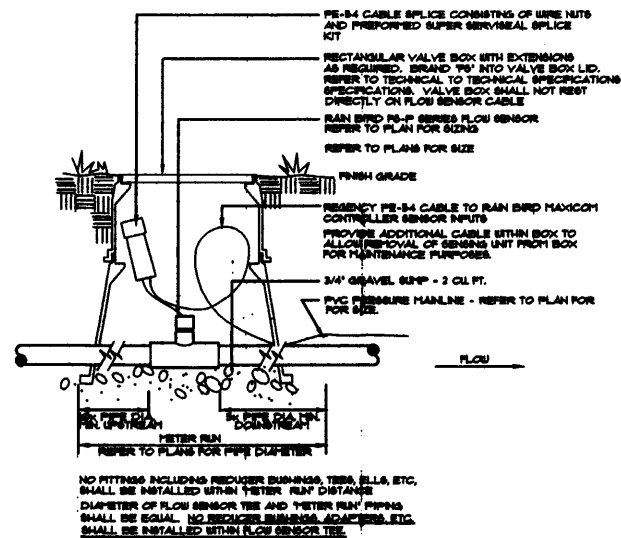 PE-54 CABLE SPLICE CONSISTING OF WIRE NUTS
AND PREFORMED SUPER SERVISEAL SPLICE
KIT
RECTANGULAR VALVE BOX WITH EXTENSIONS
AS REQUIRED. BRAND "FS" INTO VALVE BOX LID.
REFER TO TECHNICAL TO TECHNICAL SPECIFICATIONS
SPECIFICATIONS. VALVE BOX SHALL NOT REST
DIRECTLY ON FLOW SENSOR CABLE
RAIN BIRD FS-P SERIES FLOW SENSOR
REFER TO PLAN FOR SIZING
REFER TO PLANS FOR SIZE
FINISH GRADE
REGENCY PE-54 CABLE TO RAIN BIRD MAXICOM
CONTROLLER SENSOR INPUTS
PROVIDE ADDITIONAL CABLE WITHIN BOX TO
ALLOW REMOVAL OF SENSING UNIT FROM BOX
FOR MAINTENANCE PURPOSES.
3/4" GRAVEL SUMP - 2 CU. FT.
PVC PRESSURE MAINLINE - REFER TO PLAN FOR
FOR SIZE.
FLOW
PIPE DIA.
MIN. UPSTREAM
5x PIPE DIA. MIN.
DOWNSTREAM
METER RUN
REFER TO PLANS FOR PIPE DIAMETER
NO FITTINGS INCLUDING REDUCER BUSHINGS, TEES, ELLS, ETC,
SHALL BE INSTALLED WITHIN "METER RUN" DISTANCE
DIAMETER OF FLOW SENSOR TEE AND "METER RUN" PIPING
SHALL BE EQUAL. NO REDUCER BUSHINGS, ADAPTERS, ETC.
SHALL BE INSTALLED WITHIN FLOW SENSOR TEE.